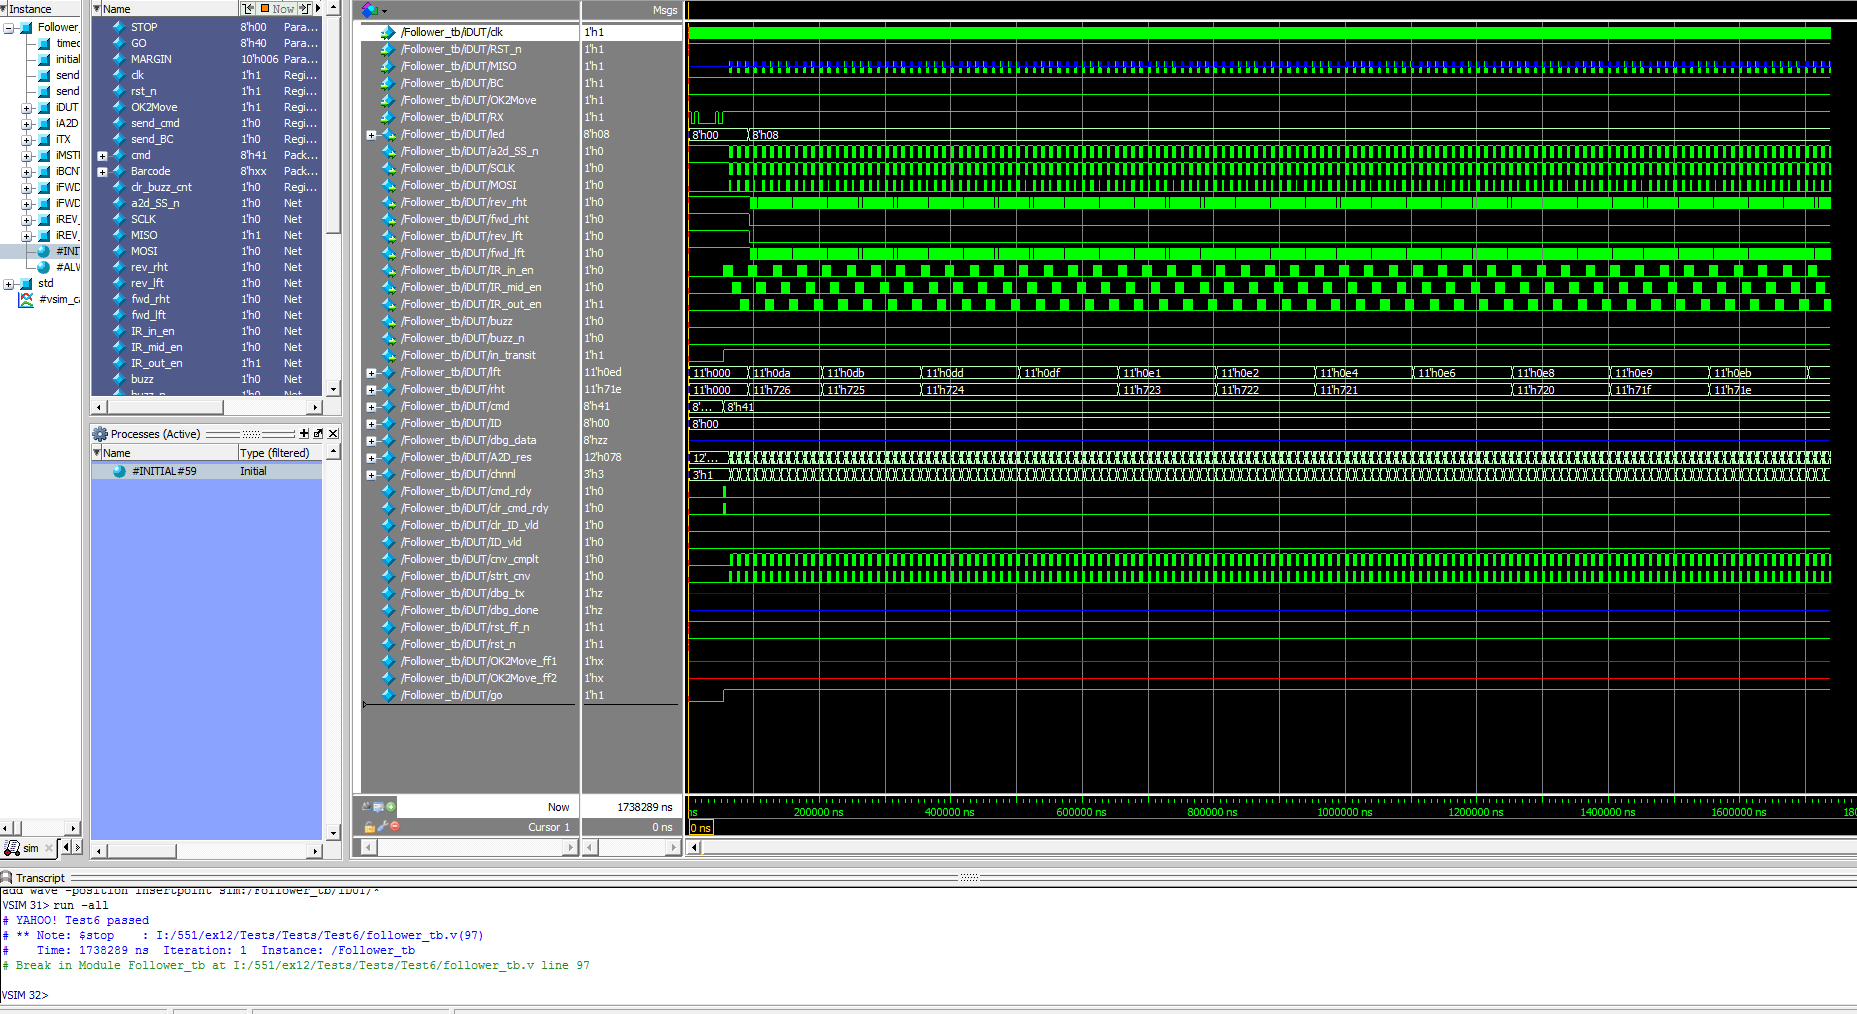 Instance
Follower_
timec
initial
send
send
iDUT
iA2D
iTX
iMSTI
iBCN
iFWD
iFWD
iREV
iREV_
#INI
#ALV
std
#vsim_ca
sim
Name Now
STOP 8'h00 Para...
GO 8'h40 Para...
MARGIN 10'h006 Para...
clk 1'h1 Regi...
rst_n 1'h1 Regi...
OK2Move 1'h1 Regi...
send_cmd 1'h0 Regi...
send_BC 1'h0 Regi...
cmd 8'h41 Pack...
Barcode 8'hxx Pack...
clr_buzz_cnt 1'h0 Regi...
a2d_SS_n 1'h0 Net
SCLK 1'h0 Net
MISO 1'h1 Net
MOSI 1'h0 Net
rev_rht 1'h0 Net
rev_lft 1'h0 Net
fwd_rht 1'h0 Net
fwd_lft 1'h0 Net
IR_in_en 1'h0 Net
IR_mid_en 1'h0 Net
IR_out_en 1'h1 Net
buzz 1'h0 Net
Processes (Active)
Name Type (filtered)
#INITIAL#59 Initial
Msgs
/Follower_tb/iDUT/clk 1'h1
/Follower_tb/iDUT/RST_n 1'h1
/Follower_tb/iDUT/MISO 1'h1
/Follower_tb/iDUT/BC 1'h1
/Follower_tb/iDUT/OK2Move 1'h1
/Follower_tb/iDUT/RX 1'h1
/Follower_tb/iDUT/led 8'h08 8'h00 8'h08
/Follower_tb/iDUT/a2d_SS_n 1'h0
/Follower_tb/iDUT/SCLK 1'h0
/Follower_tb/iDUT/MOSI 1'h0
/Follower_tb/iDUT/rev_rht 1'h0
/Follower_tb/iDUT/fwd_rht 1'h0
/Follower_tb/iDUT/rev_lft 1'h0
/Follower_tb/iDUT/fwd_lft 1'h0
/Follower_tb/iDUT/IR_in_en 1'h0
/Follower_tb/iDUT/IR_mid_en 1'h0
/Follower_tb/iDUT/IR_out_en 1'h1
/Follower_tb/iDUT/buzz 1'h0
/Follower_tb/iDUT/buzz_n 1'h0
/Follower_tb/iDUT/in_transit 1'h1
/Follower_tb/iDUT/lft 11'h0ed 11'h000 11'h0da 11'h0db 11'h0dd 11'h0df 11'h0e1 11'h0e2 11'h0e4 11'h0e6 11'h0e8 11'h0e9 11'h0eb
/Follower_tb/iDUT/rht 11'h71e 11'h000 11'h726 11'h725 11'h724 11'h723 11'h722 11'h721 11'h720 11'h71f 11'h71e
/Follower_tb/iDUT/cmd 8'h41 8'... 8'h41
/Follower_tb/iDUT/ID 8'h00 8'h00
/Follower_tb/iDUT/dbg_data 8'hzz
/Follower_tb/iDUT/A2D_res 12'h078 12'...
/Follower_tb/iDUT/chnnl 3'h3 3'h1
/Follower_tb/iDUT/cmd_rdy 1'h0
/Follower_tb/iDUT/clr_cmd_rdy 1'h0
/Follower_tb/iDUT/clr_ID_vld 1'h0
/Follower_tb/iDUT/ID_vld 1'h0
/Follower_tb/iDUT/cnv_cmplt 1'h0
/Follower_tb/iDUT/strt_cnv 1'h0
/Follower_tb/iDUT/dbg_tx 1'hz
/Follower_tb/iDUT/dbg_done 1'hz
/Follower_tb/iDUT/rst_ff_n 1'h1
/Follower_tb/iDUT/rst_n 1'h1
/Follower_tb/iDUT/OK2Move_ff1 1'hx
/Follower_tb/iDUT/OK2Move_ff2 1'hx
/Follower_tb/iDUT/go 1'h1
Now 1738289 ns ns 200000 ns 400000 ns 600000 ns 800000 ns 1000000 ns 1200000 ns 1400000 ns 1600000 ns 180
Cursor 1 0 ns 0 ns
Transcript
add wave -position insertpoint sim:/Follower_tb/iDUT/*
VSIM 31> run -all
# YAHOO! Test6 passed
# ** Note: $stop : I:/551/ex12/Tests/Tests/Test6/follower_tb.v(97)
# Time: 1738289 ns Iteration: 1 Instance: /Follower_tb
# Break in Module Follower_tb at I:/551/ex12/Tests/Tests/Test6/follower_tb.v line 97
VSIM 32>